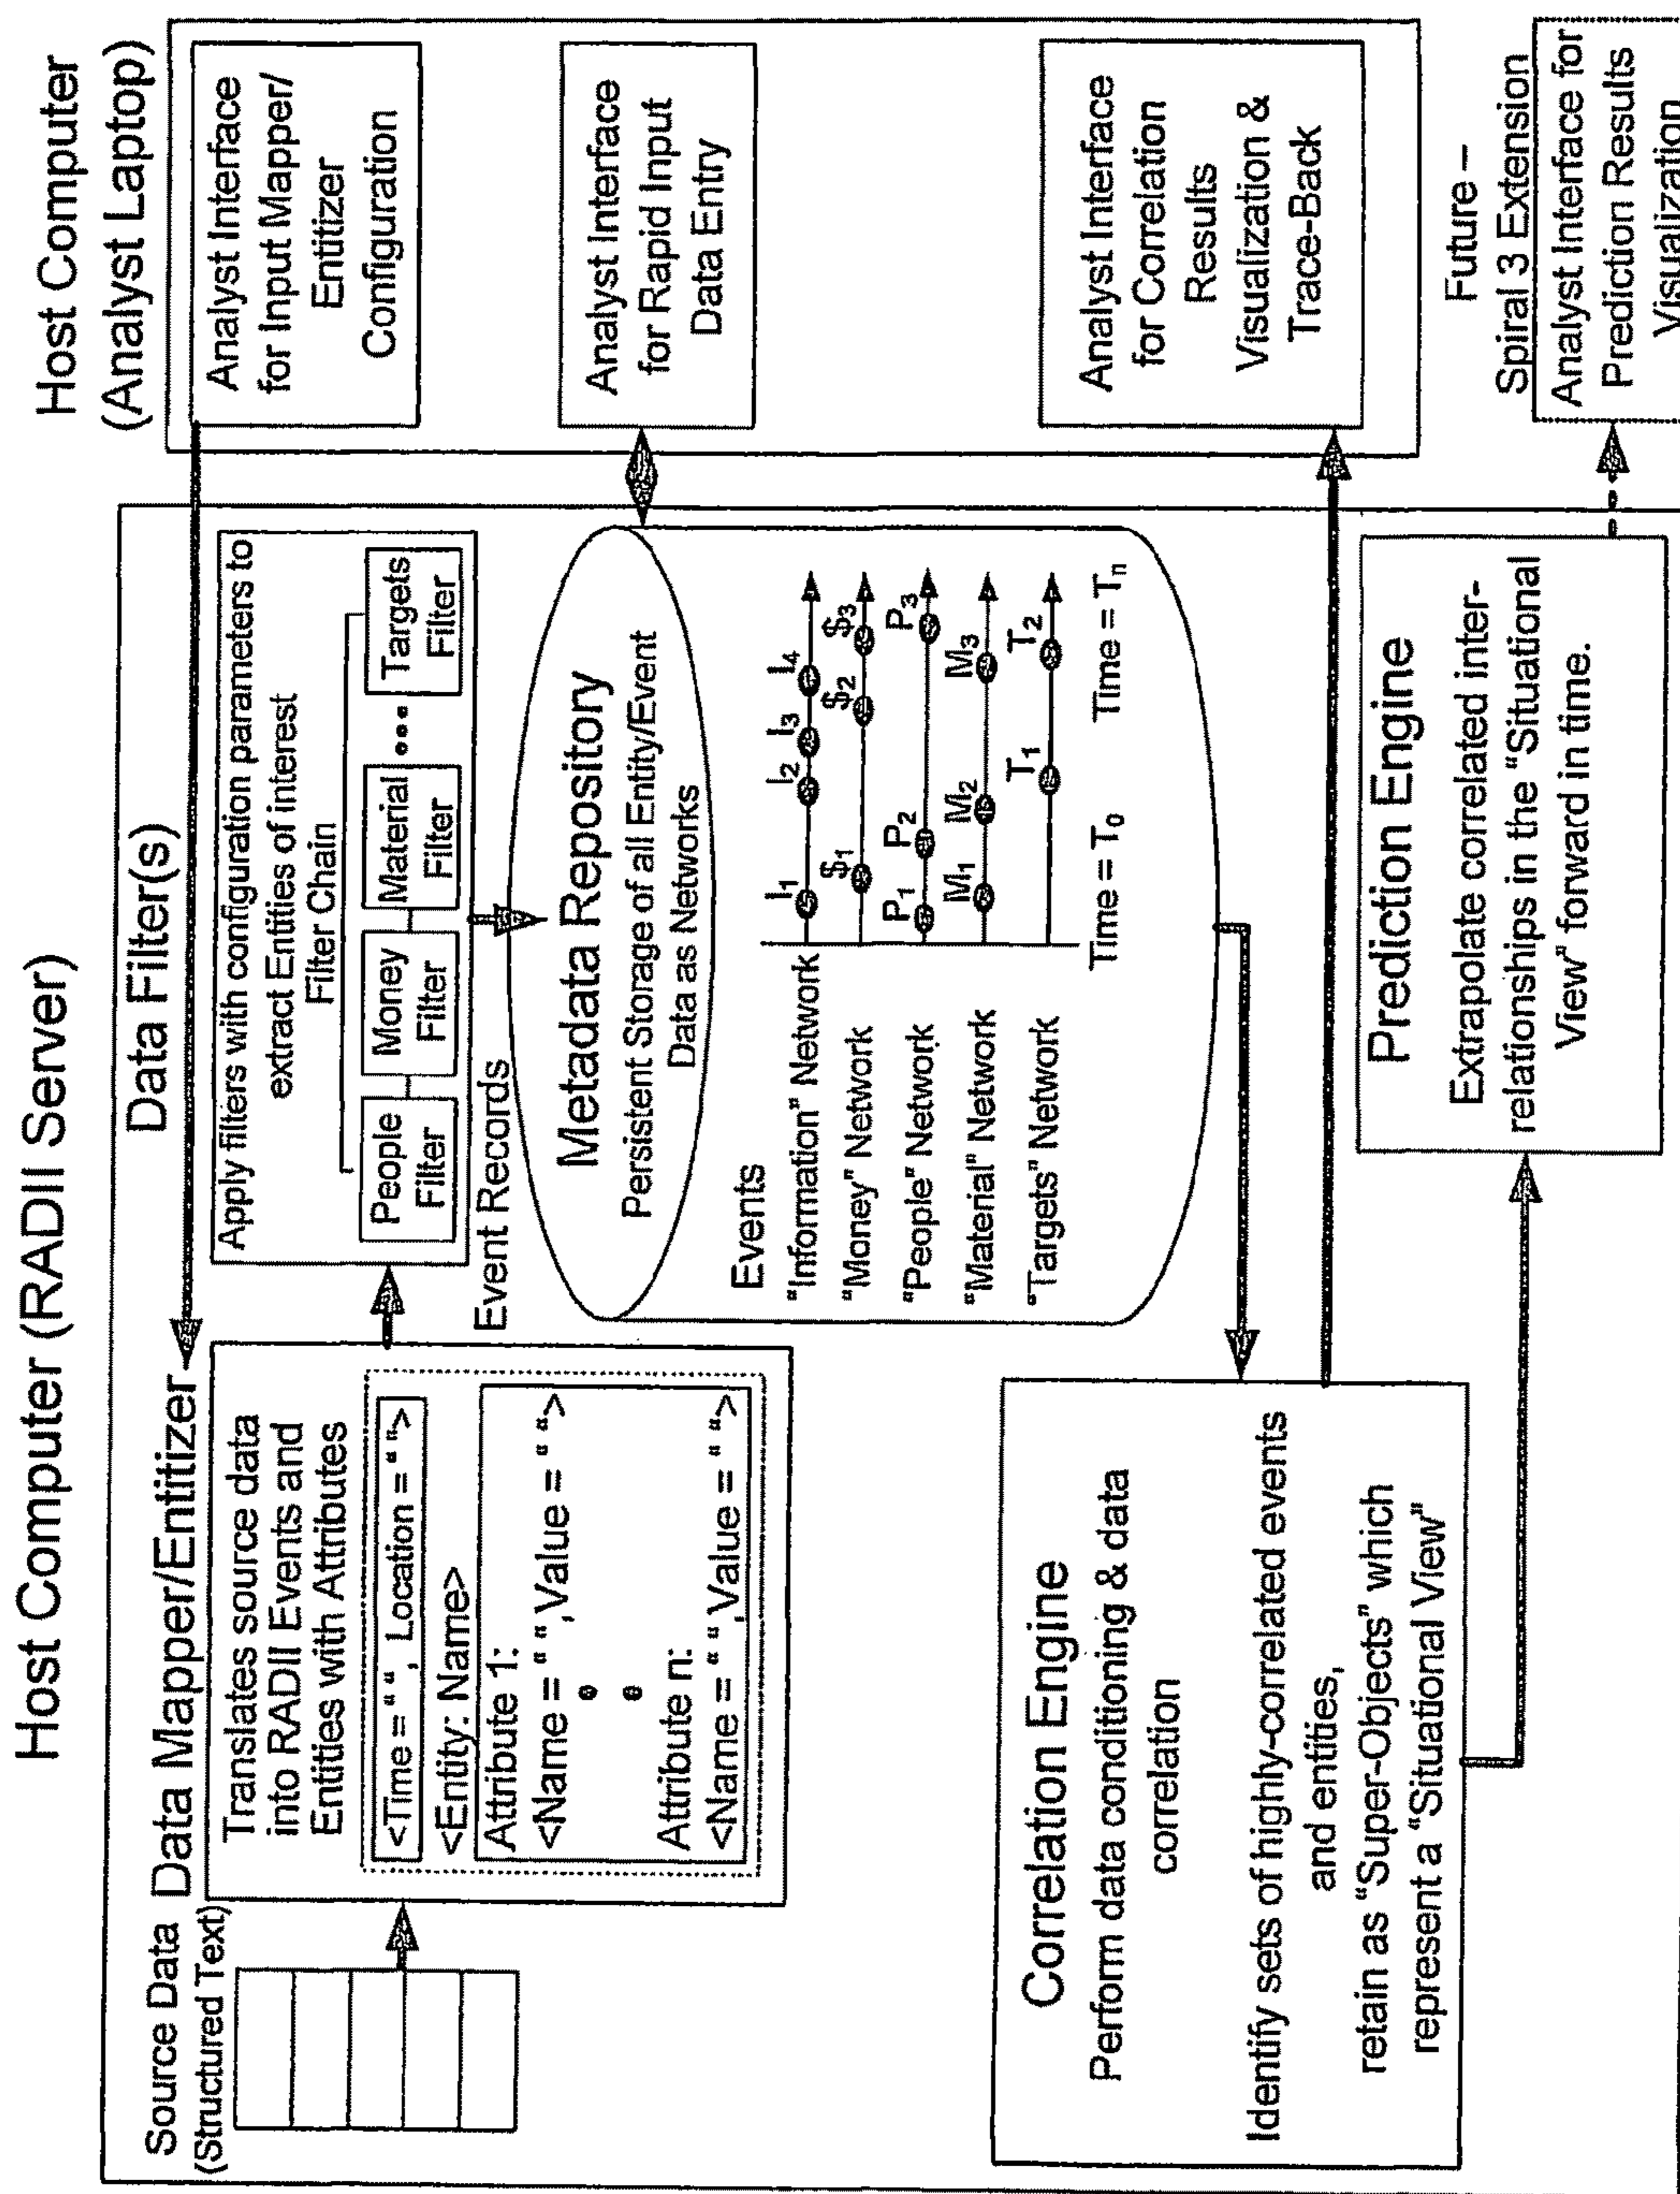 Host Computer (RADII Server)
Source Data
(Structured Text)
Data Mapper/Entitizer
Translates source data
into RADII Events and
Entities with Attributes
<Time = “ “ , Location = “ “>
<Entity: Name>
Attribute 1:
<Name = “ “,Value = “ “>
Attribute n:
<Name = “ “,Value = “ “>
Data Filter(s)
Apply filters with configuration parameters to
extract Entities of interest
Filter Chain
People
Filter
Money
Filter
Material
Filter
•••
Targets
Filter
Event Records
Metadata Repository
Persistent Storage of all Entity/Event
Data as Networks
Events
“Information” Network
I1 I2 I3 I4
“Money” Network
$1 $2 $3
“People” Network
P1 P2 P3
“Material” Network
M1 M2 M3
“Targets” Network
T1 T2
Time = T0
Time = Tn
Correlation Engine
Perform data conditioning & data
correlation
Identify sets of highly-correlated events
and entities,
retain as “Super-Objects” which
represent a “Situational View”
Prediction Engine
Extrapolate correlated inter-
relationships in the “Situational
View” forward in time.
Host Computer
(Analyst Laptop)
Analyst Interface
for Input Mapper/
Entitizer
Configuration
Analyst Interface
for Rapid Input
Data Entry
Analyst Interface
for Correlation
Results
Visualization &
Trace-Back
Future –
Spiral 3 Extension
Analyst Interface for
Prediction Results
Visualization